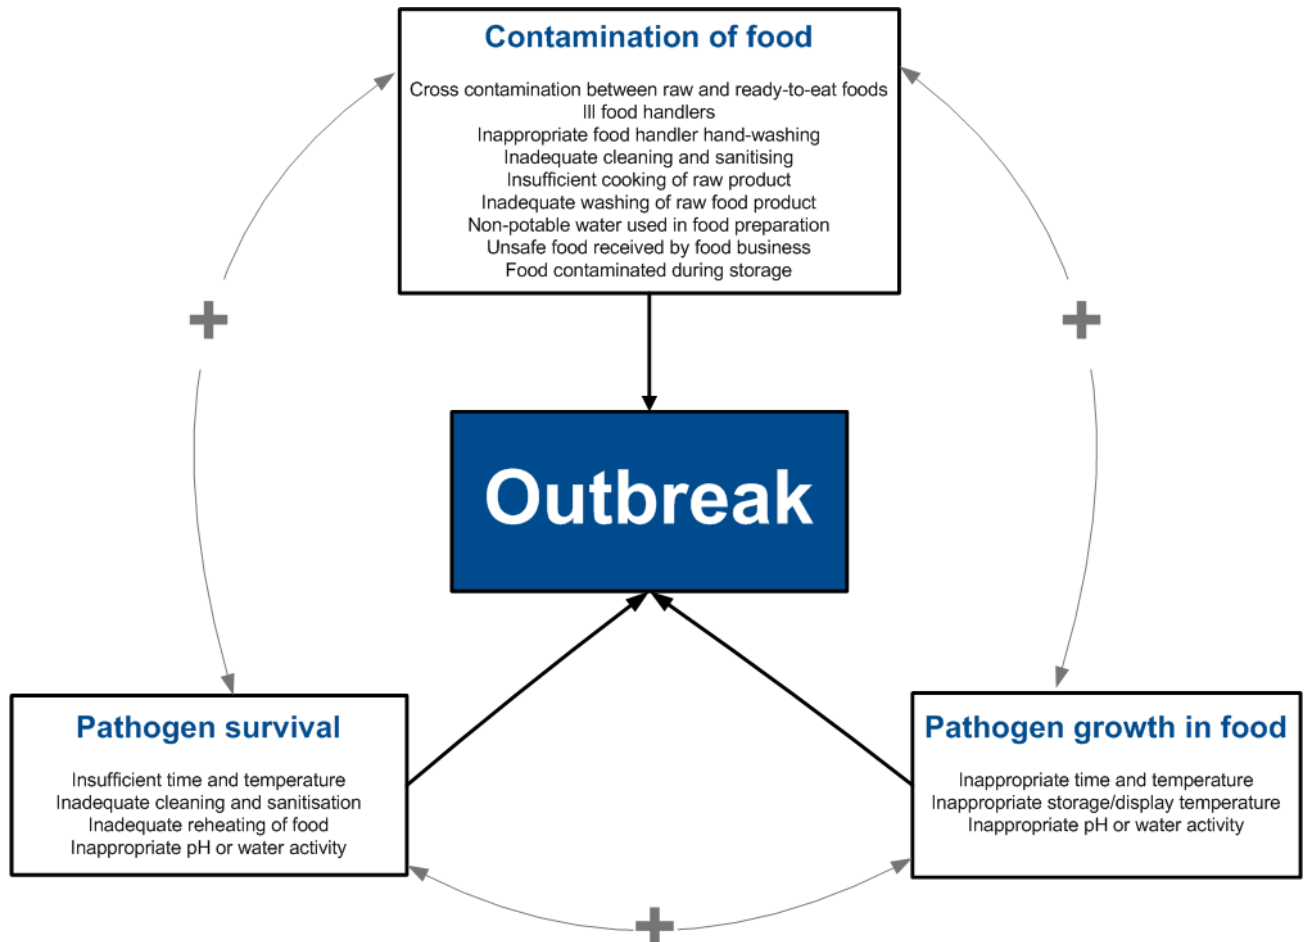 Contamination of food
Cross contamination between raw and ready-to-eat foods
Ill food handlers
Inappropriate food handler hand-washing
Inadequate cleaning and sanitising
Insufficient cooking of raw product
Inadequate washing of raw food product
Non-potable water used in food preparation
Unsafe food received by food business
Food contaminated during storage
Outbreak
Pathogen survival
Insufficient time and temperature
Inadequate cleaning and sanitisation
Inadequate reheating of food
Inappropriate pH or water activity
Pathogen growth in food
Inappropriate time and temperature
Inappropriate storage/display temperature
Inappropriate pH or water activity